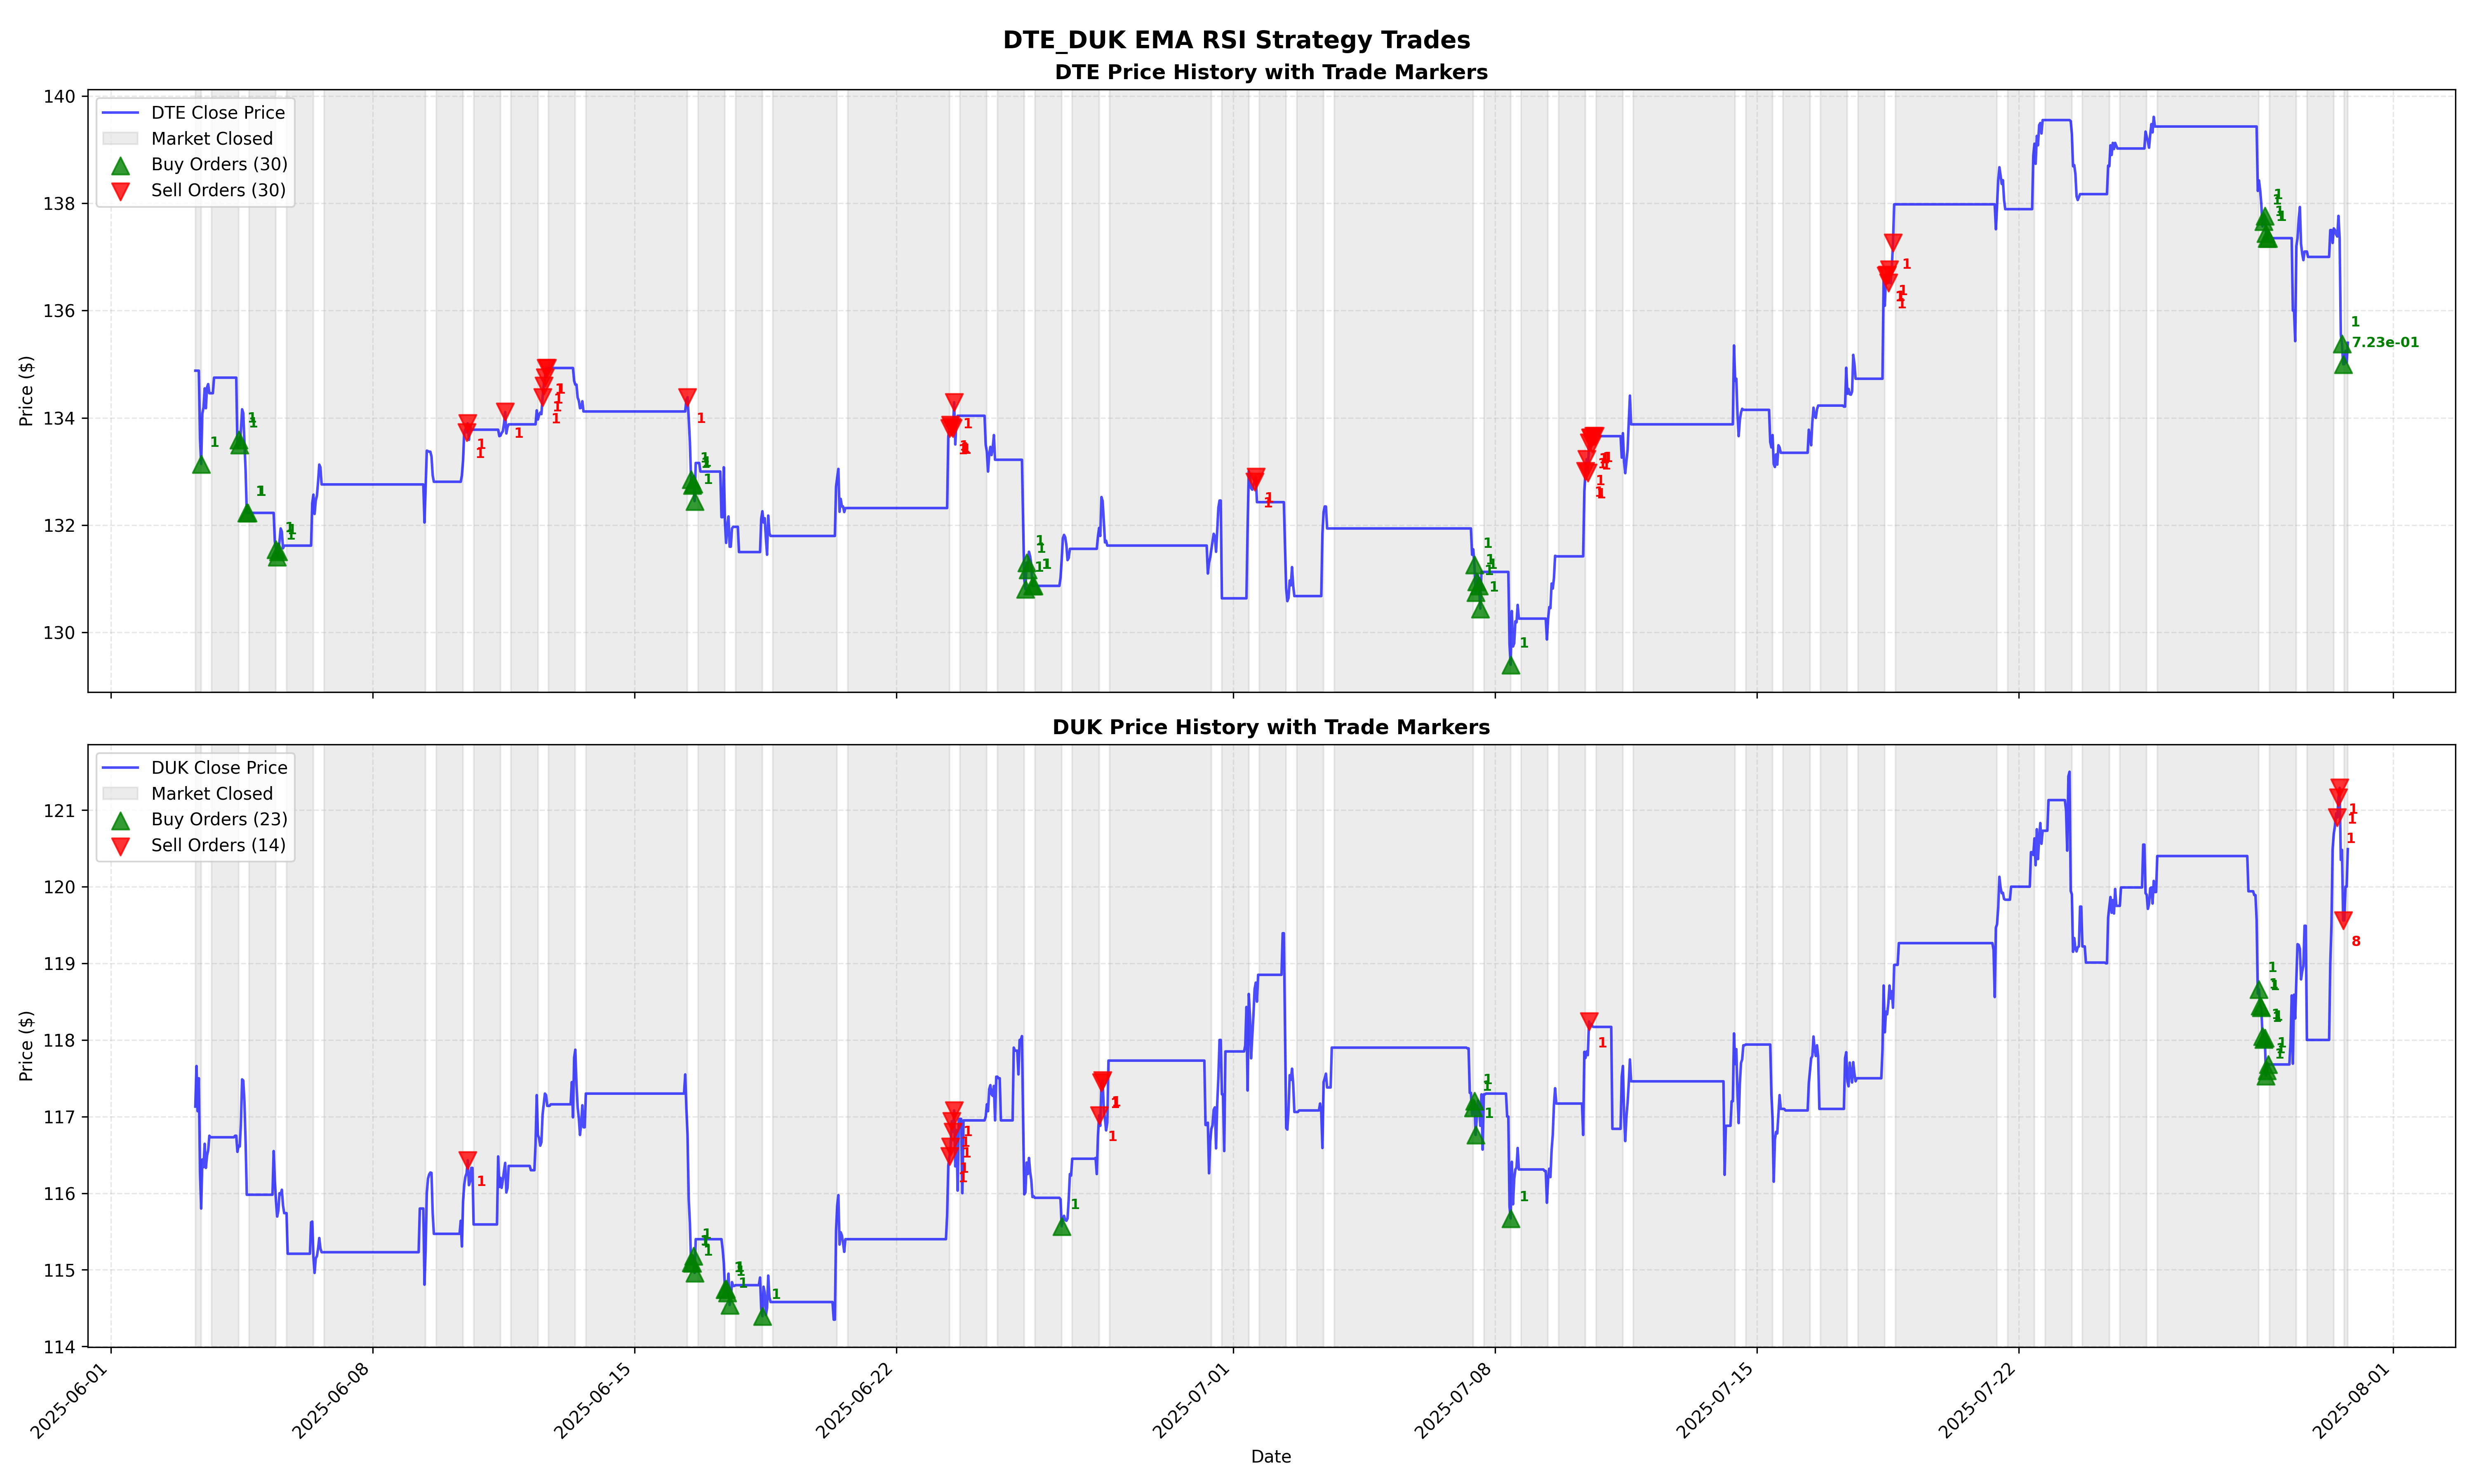 DTE_DUK EMA RSI Strategy Trades
DTE Price History with Trade Markers
DTE Close Price
Market Closed
Buy Orders (30)
Sell Orders (30)
Price ($)
140
138
136
134
132
130
7.23e-01
DUK Price History with Trade Markers
DUK Close Price
Market Closed
Buy Orders (23)
Sell Orders (14)
Price ($)
121
120
119
118
117
116
115
114
8
2025-06-01
2025-06-08
2025-06-15
2025-06-22
2025-07-01
2025-07-08
2025-07-15
2025-07-22
2025-08-01
Date